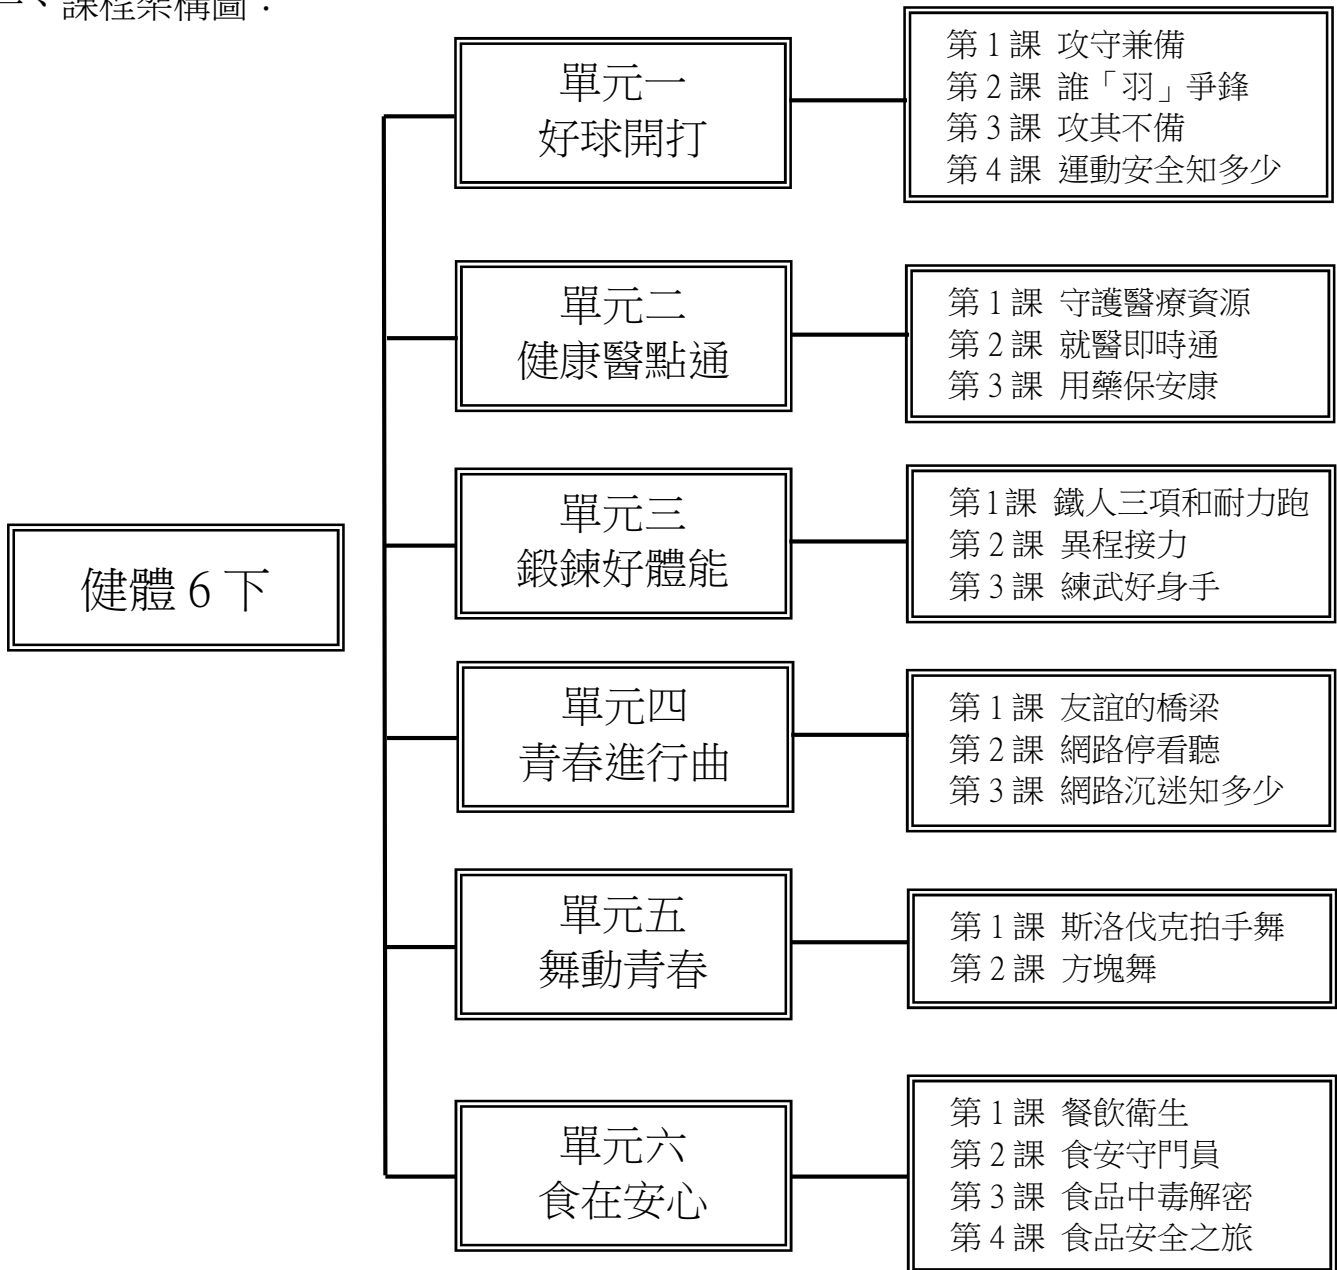 、課程架構圖：
健體 6 下
單元一
好球開打
第 1 課 攻守兼備
第 2 課 誰「羽」爭鋒
第 3 課 攻其不備
第 4 課 運動安全知多少
單元二
健康醫點通
第 1 課 守護醫療資源
第 2 課 就醫即時通
第 3 課 用藥保安康
單元三
鍛鍊好體能
第 1 課 鐵人三項和耐力跑
第 2 課 異程接力
第 3 課 練武好身手
單元四
青春進行曲
第 1 課 友誼的橋梁
第 2 課 網路停看聽
第 3 課 網路沉迷知多少
單元五
舞動青春
第 1 課 斯洛伐克拍手舞
第 2 課 方塊舞
單元六
食在安心
第 1 課 餐飲衛生
第 2 課 食安守門員
第 3 課 食品中毒解密
第 4 課 食品安全之旅